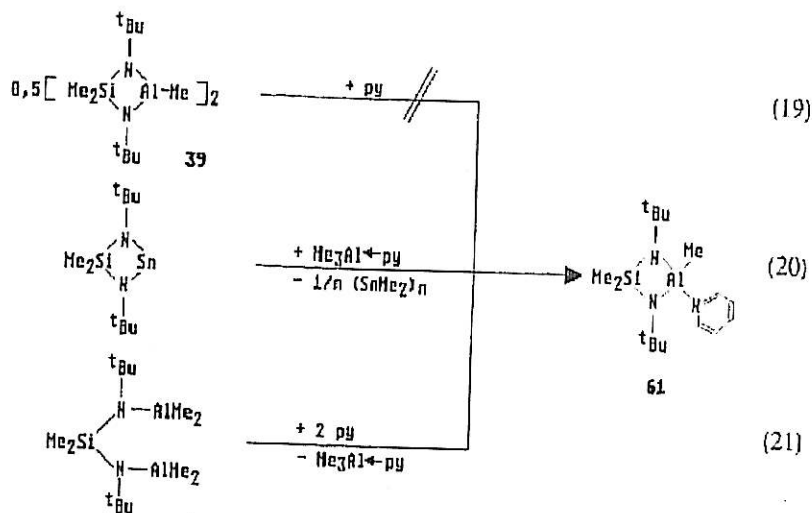 tBu
N
0,5[ Me2Si Al-Me ]2
N
tBu
39
+ py
(19)
tBu
N
Me2Si Sn
N
tBu
+ Me3Al←py
- 1/n (SnMe2)n
(20)
tBu
N Me
Me2Si Al
N N
tBu
61
tBu
N—AlMe2
Me2Si
N—AlMe2
tBu
+ 2 py
- Me3Al←py
(21)